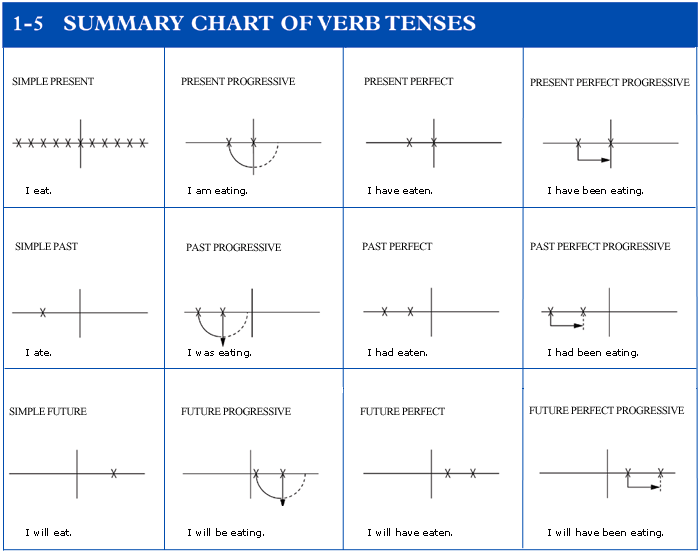 1-5 SUMMARY CHART OF VERB TENSES
SIMPLE PRESENT
I eat.
PRESENT PROGRESSIVE
I am eating.
PRESENT PERFECT
I have eaten.
PRESENT PERFECT PROGRESSIVE
I have been eating.
SIMPLE PAST
I ate.
PAST PROGRESSIVE
I was eating.
PAST PERFECT
I had eaten.
PAST PERFECT PROGRESSIVE
I had been eating.
SIMPLE FUTURE
I will eat.
FUTURE PROGRESSIVE
I will be eating.
FUTURE PERFECT
I will have eaten.
FUTURE PERFECT PROGRESSIVE
I will have been eating.